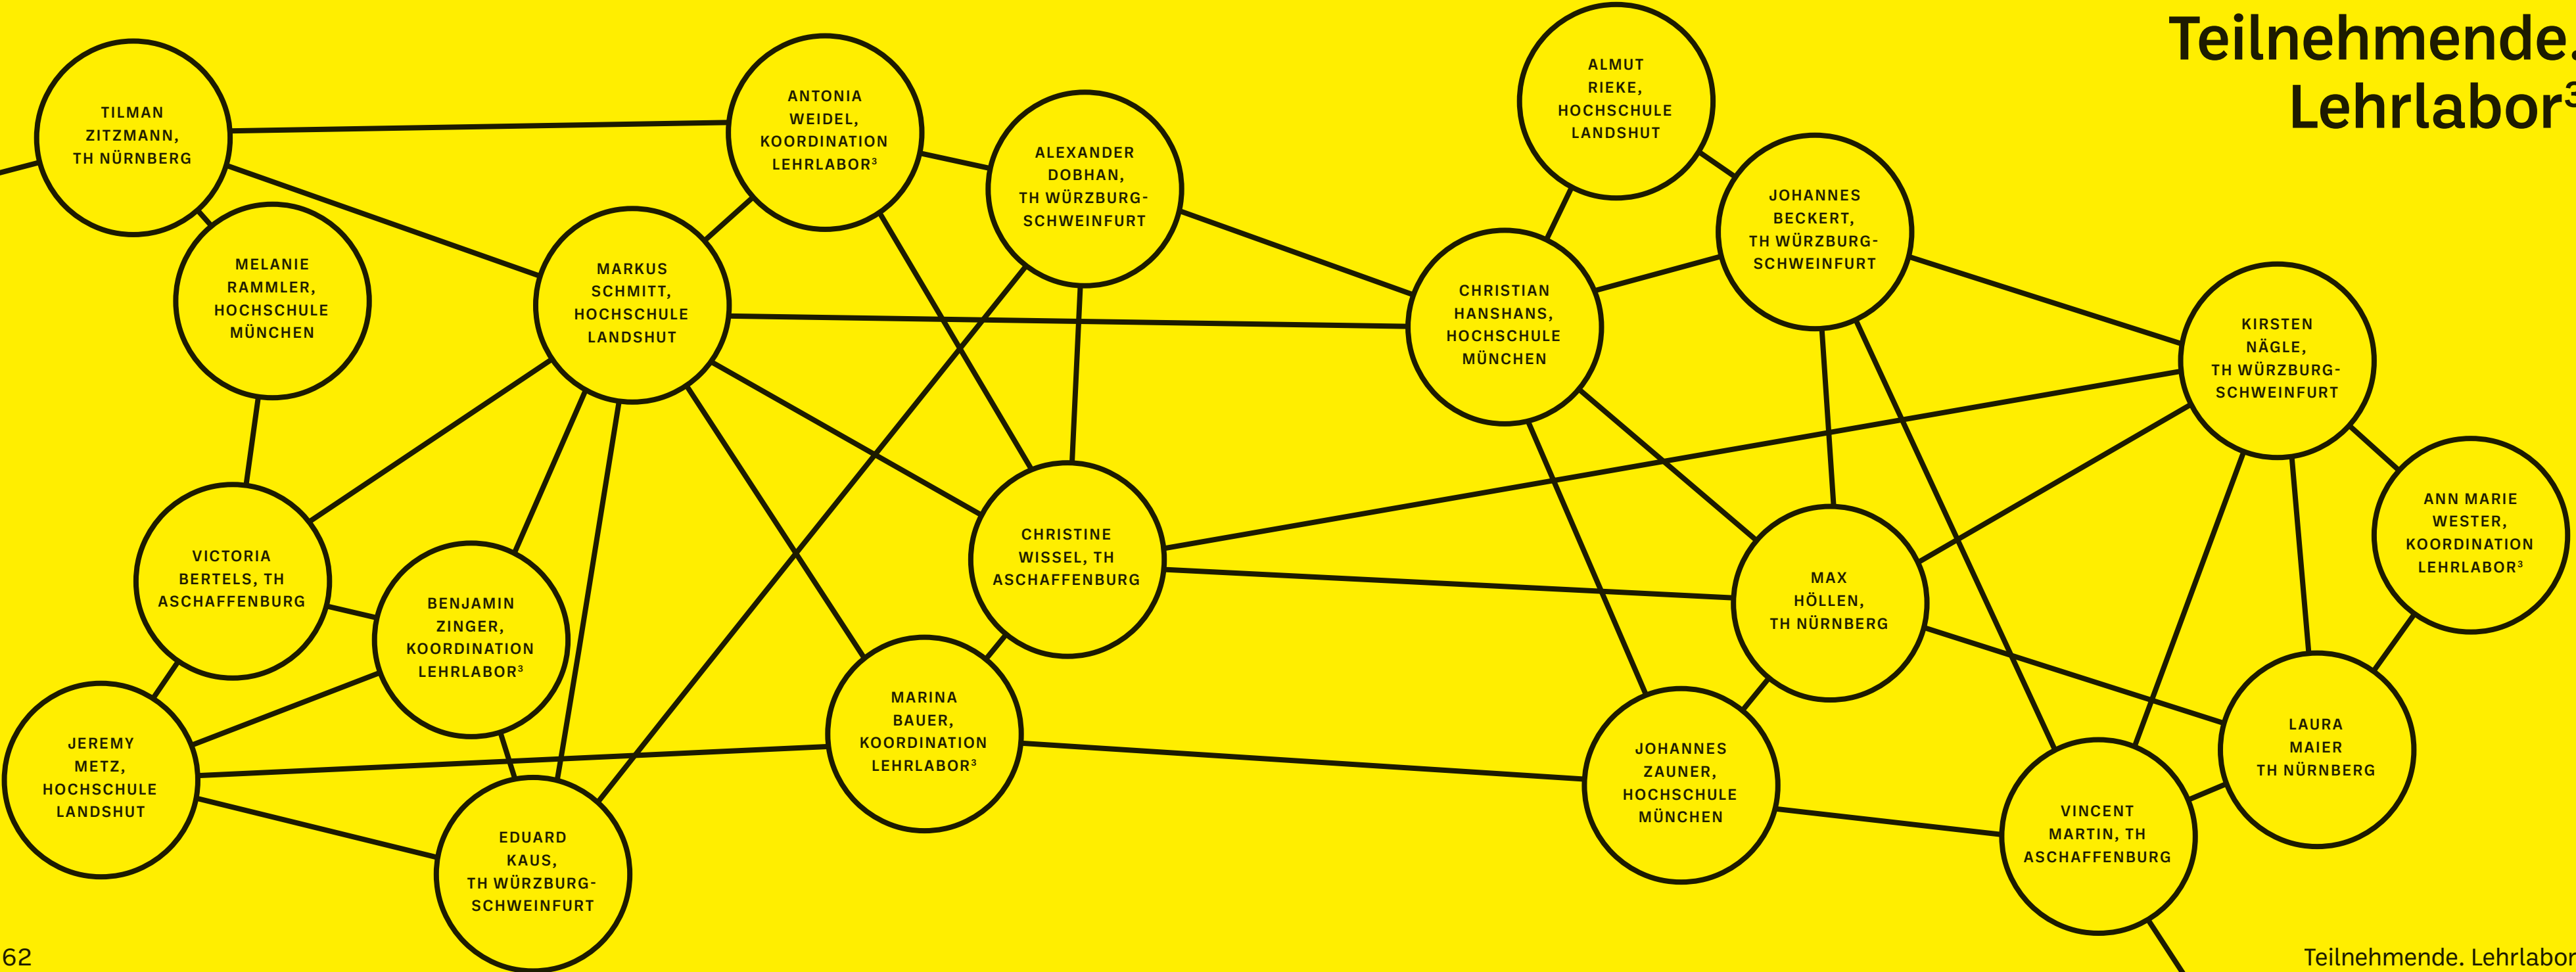 Teilnehmende.
Lehrlabor³
TILMAN
ZITZMANN,
TH NÜRNBERG
ANTONIA
WEIDEL,
KOORDINATION
LEHRLABOR³
ALEXANDER
DOBHAN,
TH WÜRZBURG-
SCHWEINFURT
ALMUT
RIEKE,
HOCHSCHULE
LANDSHUT
JOHANNES
BECKERT,
TH WÜRZBURG-
SCHWEINFURT
MELANIE
RAMMLER,
HOCHSCHULE
MÜNCHEN
MARKUS
SCHMITT,
HOCHSCHULE
LANDSHUT
CHRISTIAN
HANSHANS,
HOCHSCHULE
MÜNCHEN
KIRSTEN
NÄGLE,
TH WÜRZBURG-
SCHWEINFURT
ANN MARIE
WESTER,
KOORDINATION
LEHRLABOR³
VICTORIA
BERTELS, TH
ASCHAFFENBURG
BENJAMIN
ZINGER,
KOORDINATION
LEHRLABOR³
CHRISTINE
WISSEL, TH
ASCHAFFENBURG
MAX
HÖLLEN,
TH NÜRNBERG
JEREMY
METZ,
HOCHSCHULE
LANDSHUT
MARINA
BAUER,
KOORDINATION
LEHRLABOR³
JOHANNES
ZAUNER,
HOCHSCHULE
MÜNCHEN
LAURA
MAIER
TH NÜRNBERG
EDUARD
KAUS,
TH WÜRZBURG-
SCHWEINFURT
VINCENT
MARTIN, TH
ASCHAFFENBURG
62
Teilnehmende. Lehrlabor